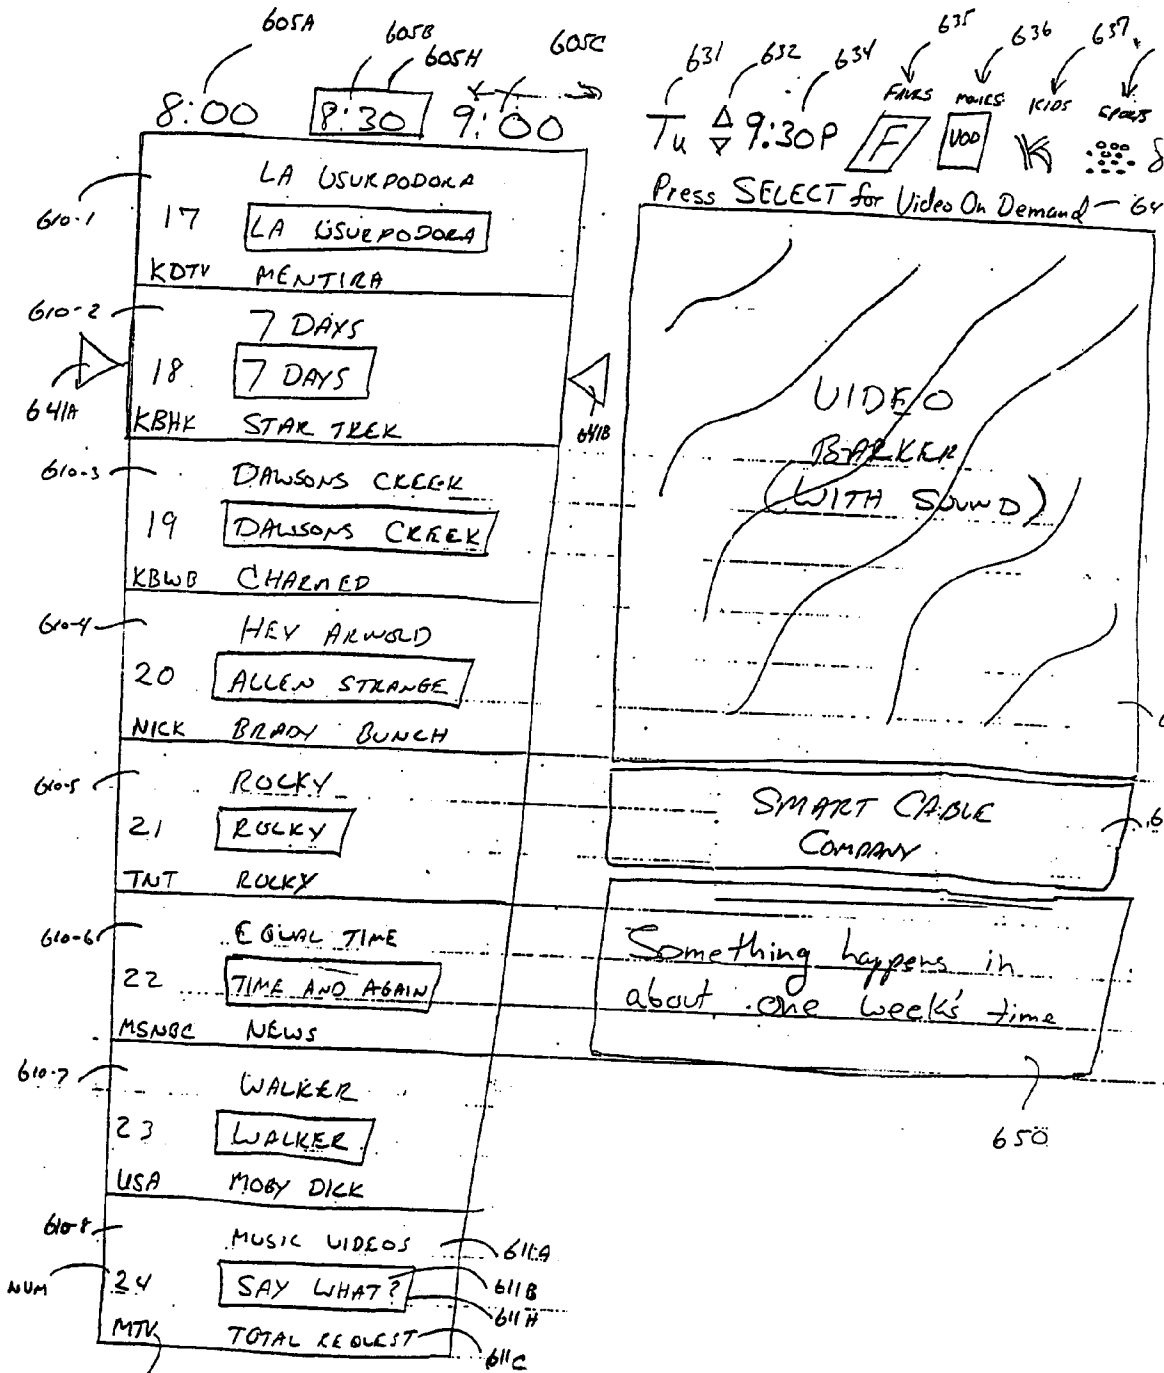 605A 605B 605H 605C
8:00 8:30 9:00
610-1 LA USURPODORA
17 LA USURPODORA
KDTV MENTIRA
610-2 7 DAYS
641A 18 7 DAYS 641B
KBHK STAR TREK
610-3 DAWSONS CREEK
19 DAWSONS CREEK
KBWB CHARMED
610-4 HEY ARNOLD
20 ALLEN STRANGE
NICK BRADY BUNCH
610-5 ROCKY
21 ROCKY
TNT ROCKY
610-6 EQUAL TIME
22 TIME AND AGAIN
MSNBC NEWS
610-7 WALKER
23 WALKER
USA MOBY DICK
610-8 MUSIC VIDEOS 611A
NUM 24 SAY WHAT? 611B
611H
MTV TOTAL REQUEST 611C
631 632 634 635 636 637
FAVES MOVIES KIDS SPORTS
Tu 9:30P F VOD K
Press SELECT for Video On Demand 64
VIDEO
BARKER
(WITH SOUND)
6
SMART CABLE
COMPANY
6
Something happens in
about one week's time
650